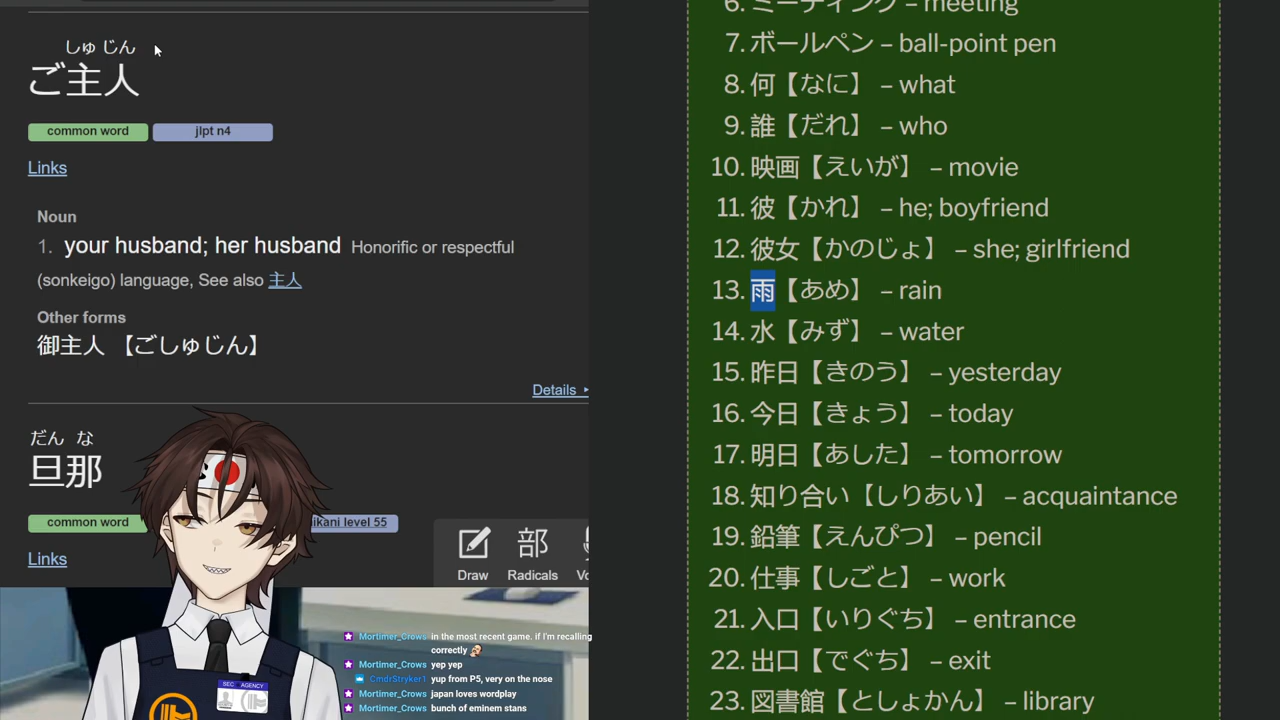 しゅ じん
ご主人
common word
jlpt n4
Links
Noun
1. your husband; her husband Honorific or respectful
(sonkeigo) language, See also 主人
Other forms
御主人 【ごしゅじん】
Details
だん な
旦那
common word
ikani level 55
Links
Draw
部
Radicals
SEC AGENCY
Mortimer_Crows in the most recent game. if I'm recalling
correctly
Mortimer_Crows yep yep
CmdrStryker1 yup from P5, very on the nose
Mortimer_Crows japan loves wordplay
Mortimer_Crows bunch of eminem stans
6. ミーティング – meeting
7. ボールペン – ball-point pen
8. 何【なに】 – what
9. 誰【だれ】 – who
10. 映画【えいが】 – movie
11. 彼【かれ】 – he; boyfriend
12. 彼女【かのじょ】 – she; girlfriend
13. 雨【あめ】 – rain
14. 水【みず】 – water
15. 昨日【きのう】 – yesterday
16. 今日【きょう】 – today
17. 明日【あした】 – tomorrow
18. 知り合い【しりあい】 – acquaintance
19. 鉛筆【えんぴつ】 – pencil
20. 仕事【しごと】 – work
21. 入口【いりぐち】 – entrance
22. 出口【でぐち】 – exit
23. 図書館【としょかん】 – library